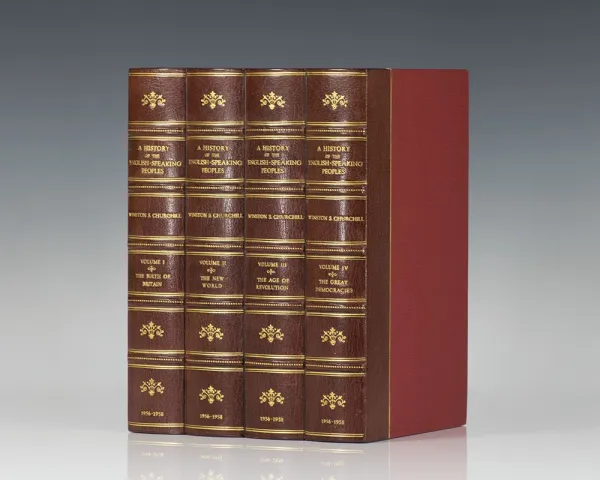 A HISTORY
OF THE
ENGLISH-SPEAKING
PEOPLES
WINSTON S. CHURCHILL
VOLUME I
THE BIRTH OF
BRITAIN
1956-1958
A HISTORY
OF THE
ENGLISH-SPEAKING
PEOPLES
WINSTON S. CHURCHILL
VOLUME II
THE NEW
WORLD
1956-1958
A HISTORY
OF THE
ENGLISH-SPEAKING
PEOPLES
WINSTON S. CHURCHILL
VOLUME III
THE AGE OF
REVOLUTION
1956-1958
A HISTORY
OF THE
ENGLISH-SPEAKING
PEOPLES
WINSTON S. CHURCHILL
VOLUME IV
THE GREAT
DEMOCRACIES
1956-1958